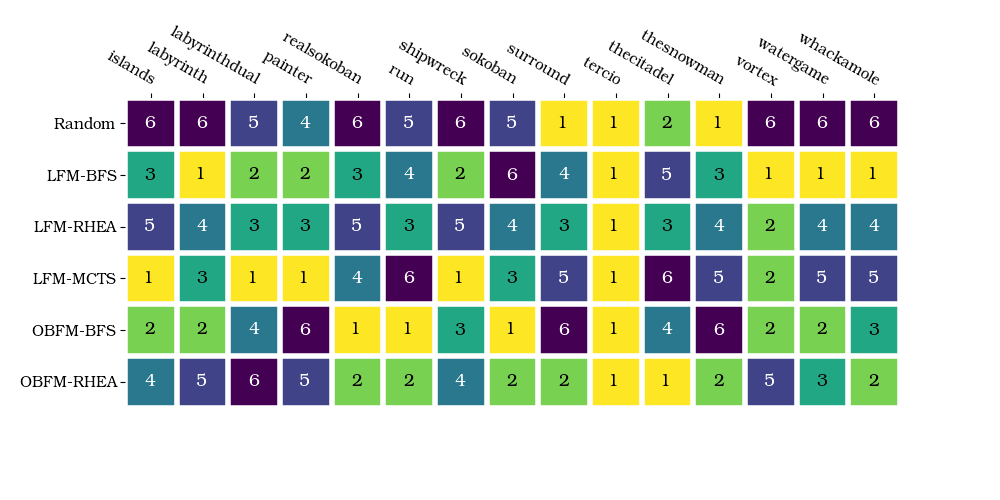 islands labyrinth labyrinthdual painter realsokoban run shipwreck sokoban surround tercio thecitadel thesnowman vortex watergame whackamole
Random 6 6 5 4 6 5 6 5 1 1 2 1 6 6 6
LFM-BFS 3 1 2 2 3 4 2 6 4 1 5 3 1 1 1
LFM-RHEA 5 4 3 3 5 3 5 4 3 1 3 4 2 4 4
LFM-MCTS 1 3 1 1 4 6 1 3 5 1 6 5 2 5 5
OBFM-BFS 2 2 4 6 1 1 3 1 6 1 4 6 2 2 3
OBFM-RHEA 4 5 6 5 2 2 4 2 2 1 1 2 5 3 2